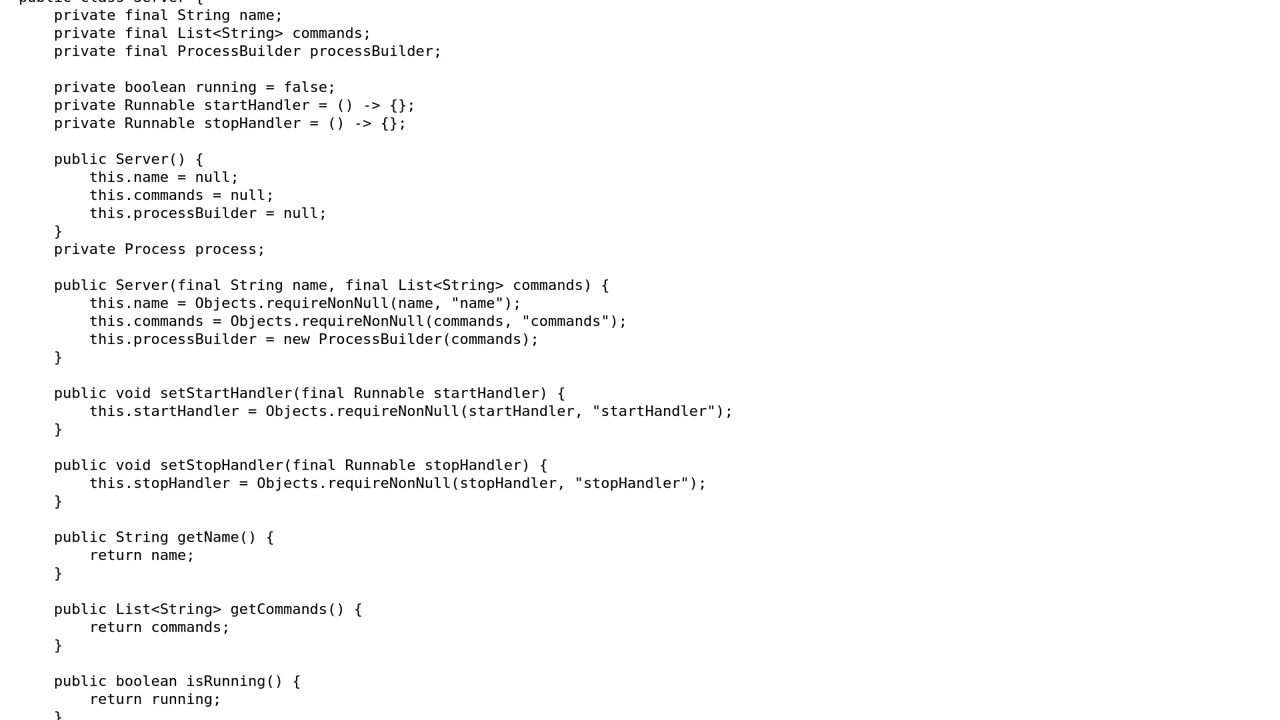 public class Server {
    private final String name;
    private final List<String> commands;
    private final ProcessBuilder processBuilder;

    private boolean running = false;
    private Runnable startHandler = () -> {};
    private Runnable stopHandler = () -> {};

    public Server() {
        this.name = null;
        this.commands = null;
        this.processBuilder = null;
    }
    private Process process;

    public Server(final String name, final List<String> commands) {
        this.name = Objects.requireNonNull(name, "name");
        this.commands = Objects.requireNonNull(commands, "commands");
        this.processBuilder = new ProcessBuilder(commands);
    }

    public void setStartHandler(final Runnable startHandler) {
        this.startHandler = Objects.requireNonNull(startHandler, "startHandler");
    }

    public void setStopHandler(final Runnable stopHandler) {
        this.stopHandler = Objects.requireNonNull(stopHandler, "stopHandler");
    }

    public String getName() {
        return name;
    }

    public List<String> getCommands() {
        return commands;
    }

    public boolean isRunning() {
        return running;
    }